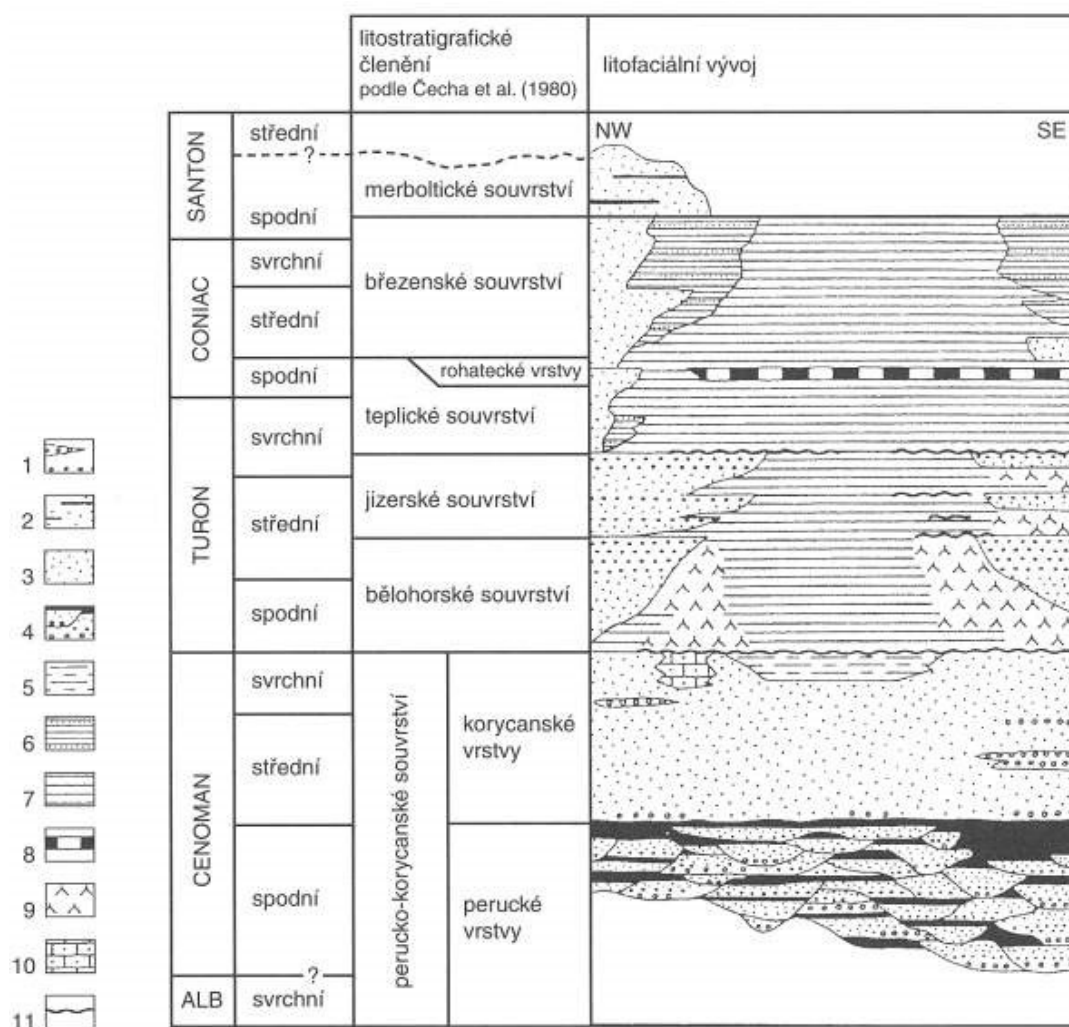 litostratigrafické
členění
podle Čecha et al. (1980)
litofaciální vývoj
SANTON
střední
?
spodní
merboltické souvrství
NW
SE
CONIAC
svrchní
střední
spodní
březenské souvrství
rohatecké vrstvy
teplické souvrství
TURON
svrchní
střední
spodní
jízerské souvrství
bělohorské souvrství
CENOMAN
svrchní
střední
spodní
perucko-korycanské souvrství
korycanské
vrstvy
perucké
vrstvy
?
ALB
svrchní
1
2
3
4
5
6
7
8
9
10
11